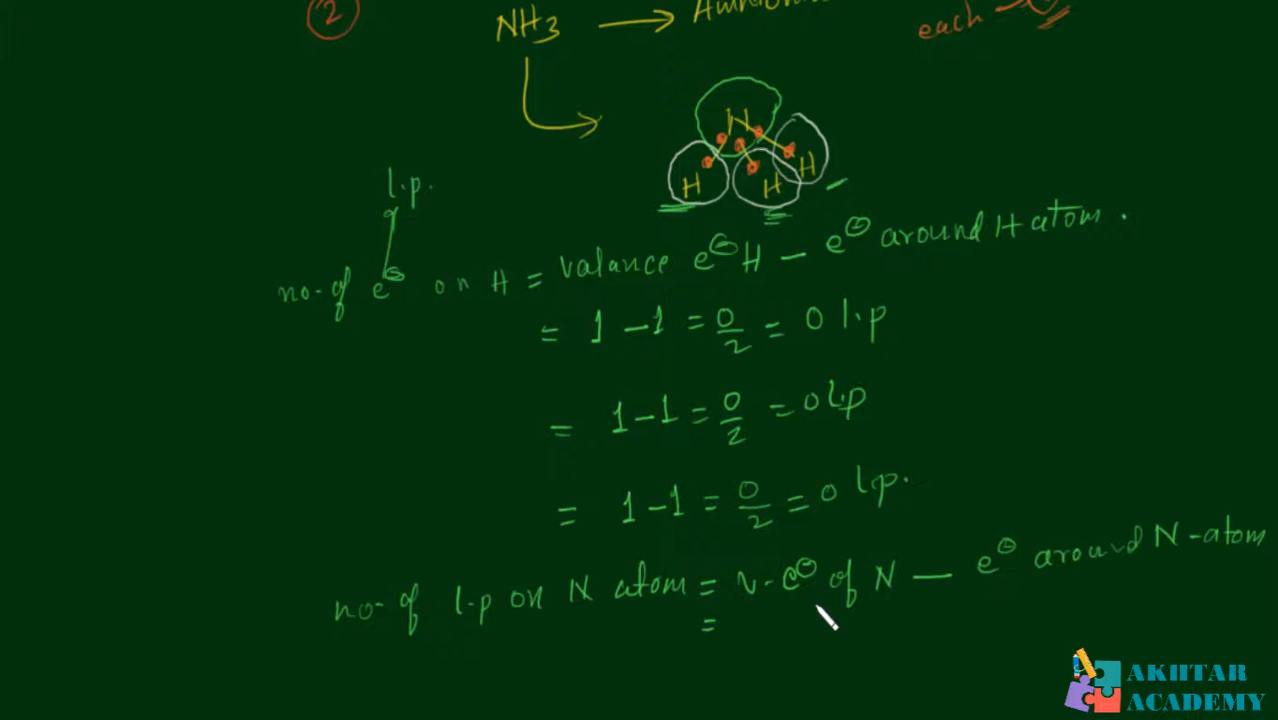 2 NH3 → each →
N
H H H
l.p.
no. of e⊖ on H = valance e⊖ H – e⊖ around H atom.
= 1 – 1 = 0/2 = 0 l.p
= 1 – 1 = 0/2 = 0 l.p
= 1 – 1 = 0/2 = 0 l.p.
no. of l.p on N atom = v. e⊖ of N – e⊖ around N-atom
=
AKHTAR
ACADEMY